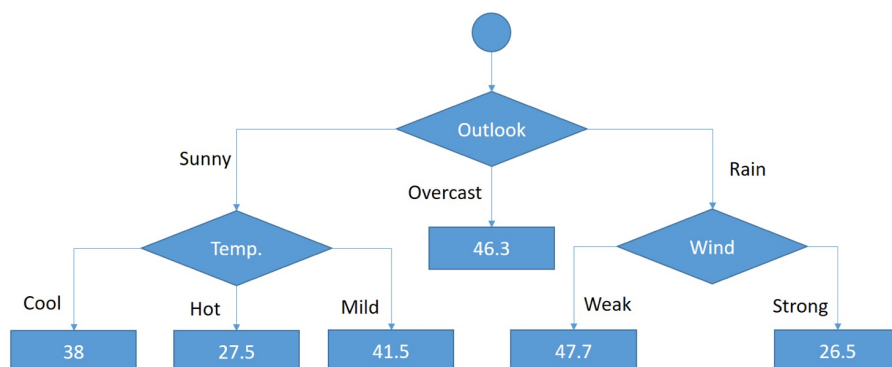 Outlook
Sunny
Overcast
Rain
Temp.
46.3
Wind
Cool
Hot
Mild
Weak
Strong
38
27.5
41.5
47.7
26.5